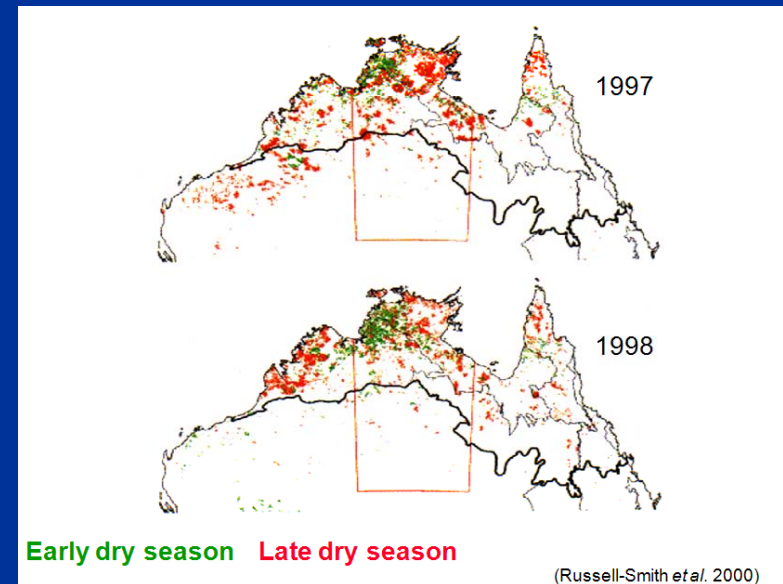 1997
1998
Early dry season Late dry season
(Russell-Smith et al. 2000)